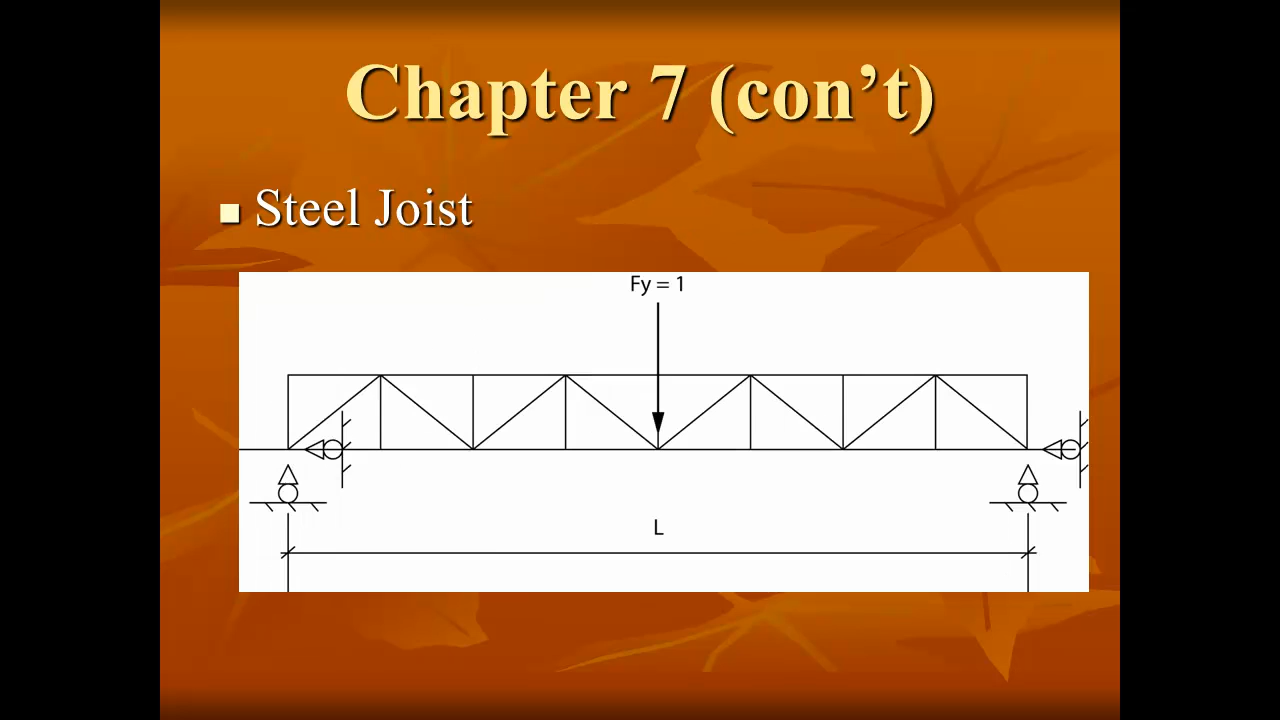 Chapter 7 (con’t)
Steel Joist
Fy = 1
L